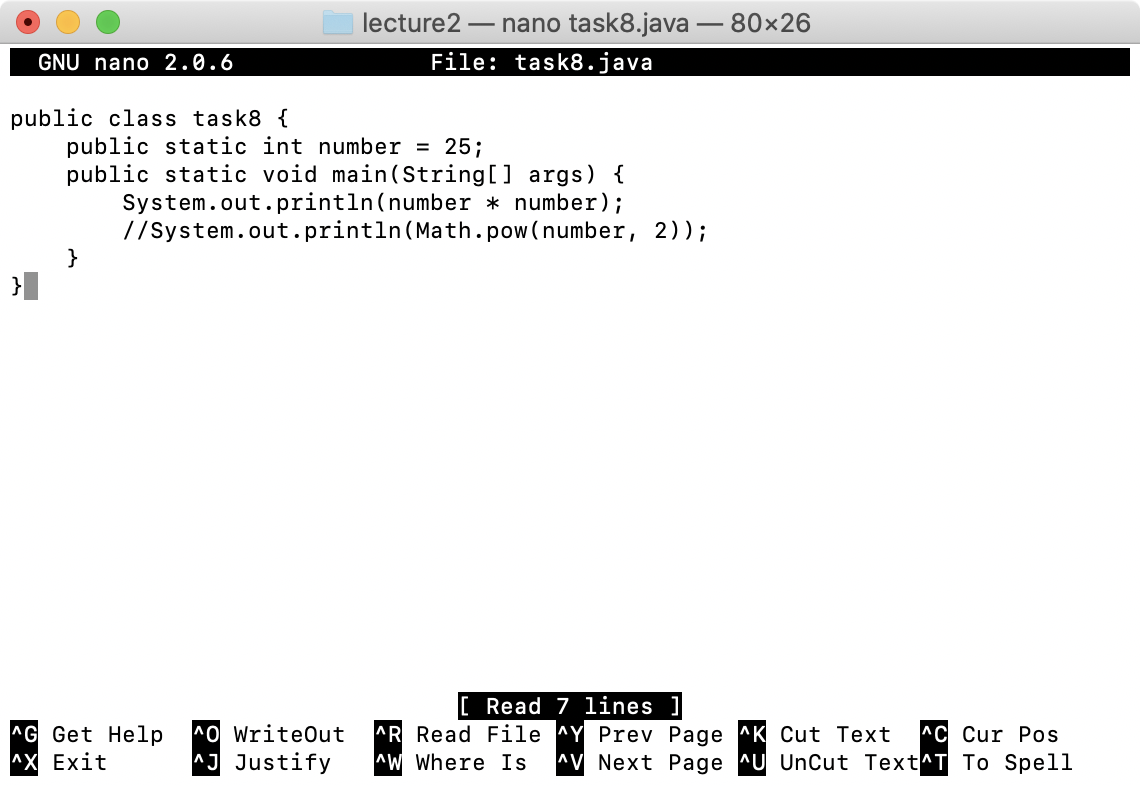 lecture2 — nano task8.java — 80×26
GNU nano 2.0.6 File: task8.java
public class task8 {
    public static int number = 25;
    public static void main(String[] args) {
        System.out.println(number * number);
        //System.out.println(Math.pow(number, 2));
    }
}
[ Read 7 lines ]
^G Get Help ^O WriteOut ^R Read File ^Y Prev Page ^K Cut Text ^C Cur Pos
^X Exit ^J Justify ^W Where Is ^V Next Page ^U UnCut Text ^T To Spell